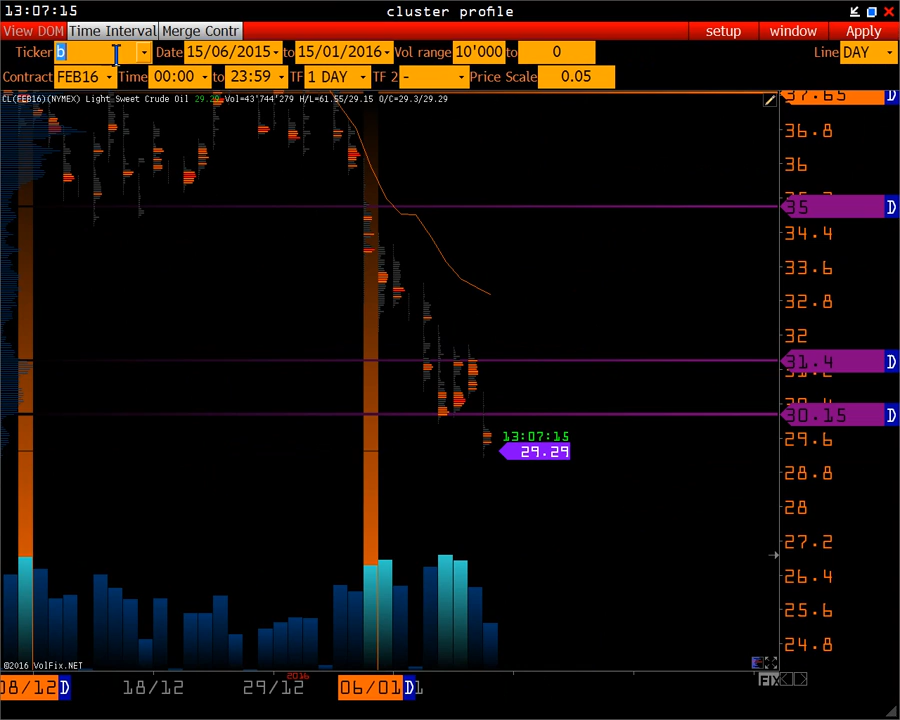 13:07:15 cluster profile
View DOM Time Interval Merge Contr setup window Apply
Ticker b Date 15/06/2015 to 15/01/2016 Vol range 10'000 to 0 Line DAY
Contract FEB16 Time 00:00 to 23:59 TF 1 DAY TF 2 - Price Scale 0.05
CL(FEB16)(NYMEX) Light Sweet Crude Oil 29.29 Vol=43'744'279 H/L=61.55/29.15 O/C=29.3/29.29
37.65 D
36.8
36
35 D
34.4
33.6
32.8
32
31.4 D
30.15 D
13:07:15
29.6
29.29
28.8
28
27.2
26.4
25.6
24.8
©2016 VolFix.NET
2016
FIX
08/12 D 18/12 29/12 06/01 D